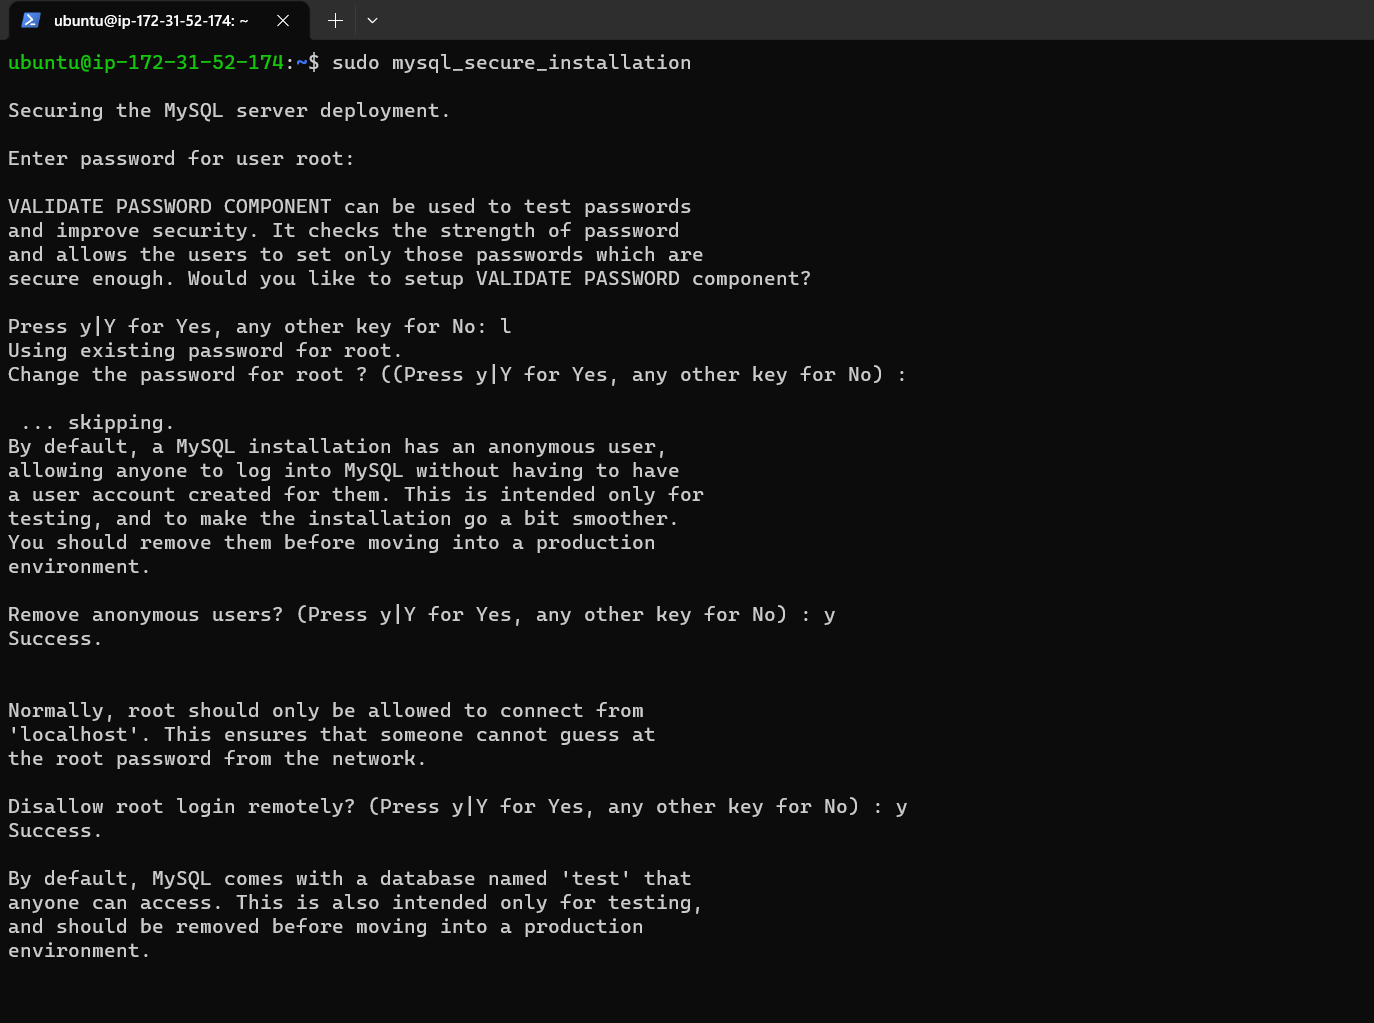 ubuntu@ip-172-31-52-174: ~
ubuntu@ip-172-31-52-174:~$ sudo mysql_secure_installation
Securing the MySQL server deployment.
Enter password for user root:
VALIDATE PASSWORD COMPONENT can be used to test passwords
and improve security. It checks the strength of password
and allows the users to set only those passwords which are
secure enough. Would you like to setup VALIDATE PASSWORD component?
Press y|Y for Yes, any other key for No: l
Using existing password for root.
Change the password for root ? ((Press y|Y for Yes, any other key for No) :
... skipping.
By default, a MySQL installation has an anonymous user,
allowing anyone to log into MySQL without having to have
a user account created for them. This is intended only for
testing, and to make the installation go a bit smoother.
You should remove them before moving into a production
environment.
Remove anonymous users? (Press y|Y for Yes, any other key for No) : y
Success.
Normally, root should only be allowed to connect from
'localhost'. This ensures that someone cannot guess at
the root password from the network.
Disallow root login remotely? (Press y|Y for Yes, any other key for No) : y
Success.
By default, MySQL comes with a database named 'test' that
anyone can access. This is also intended only for testing,
and should be removed before moving into a production
environment.